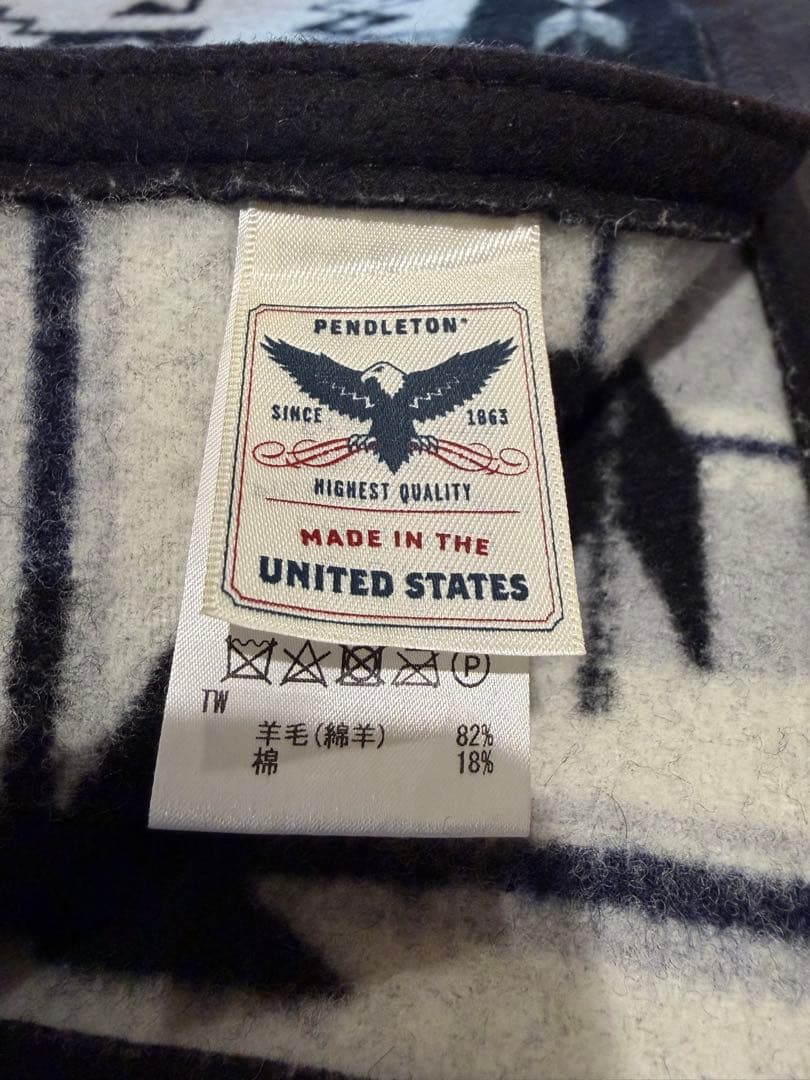 PENDLETON®
SINCE 1863
HIGHEST QUALITY
MADE IN THE
UNITED STATES
P
TW
羊毛(綿羊) 82%
棉 18%